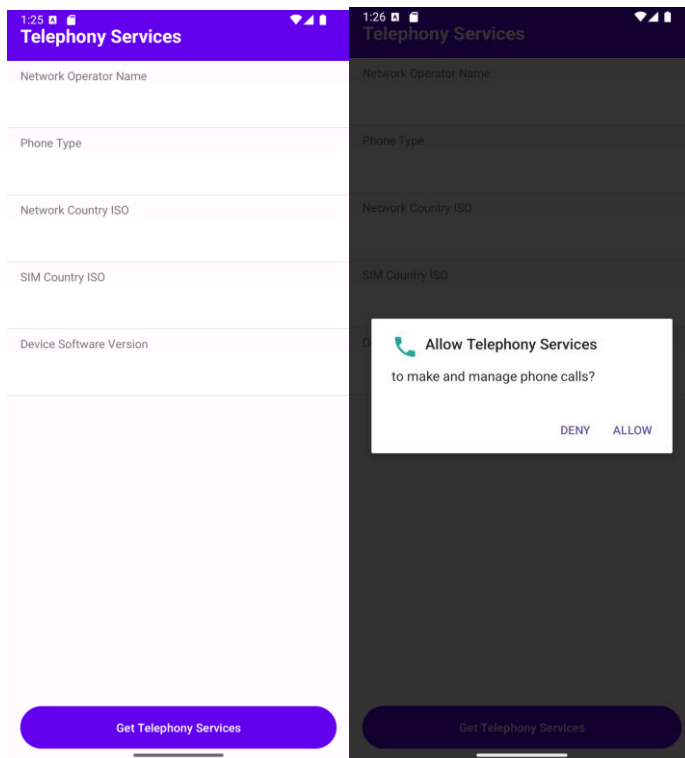 1:25
Telephony Services
Network Operator Name
Phone Type
Network Country ISO
SIM Country ISO
Device Software Version
Get Telephony Services
1:26
Telephony Services
Network Operator Name
Phone Type
Network Country ISO
SIM Country ISO
D
Allow Telephony Services
to make and manage phone calls?
DENY ALLOW
Get Telephony Services